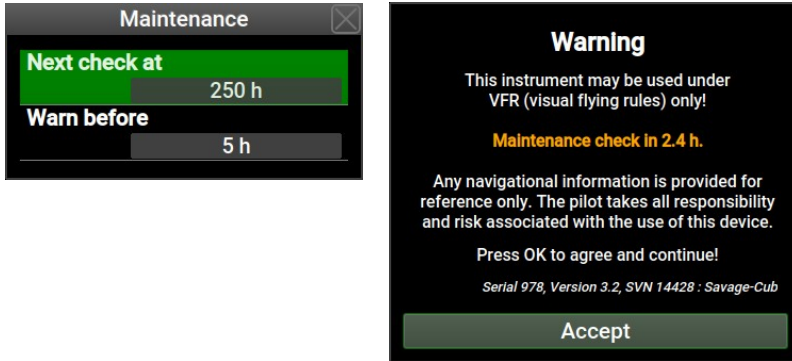 Maintenance
Next check at
250 h
Warn before
5 h
Warning
This instrument may be used under
VFR (visual flying rules) only!
Maintenance check in 2.4 h.
Any navigational information is provided for
reference only. The pilot takes all responsibility
and risk associated with the use of this device.
Press OK to agree and continue!
Serial 978, Version 3.2, SVN 14428 : Savage-Cub
Accept